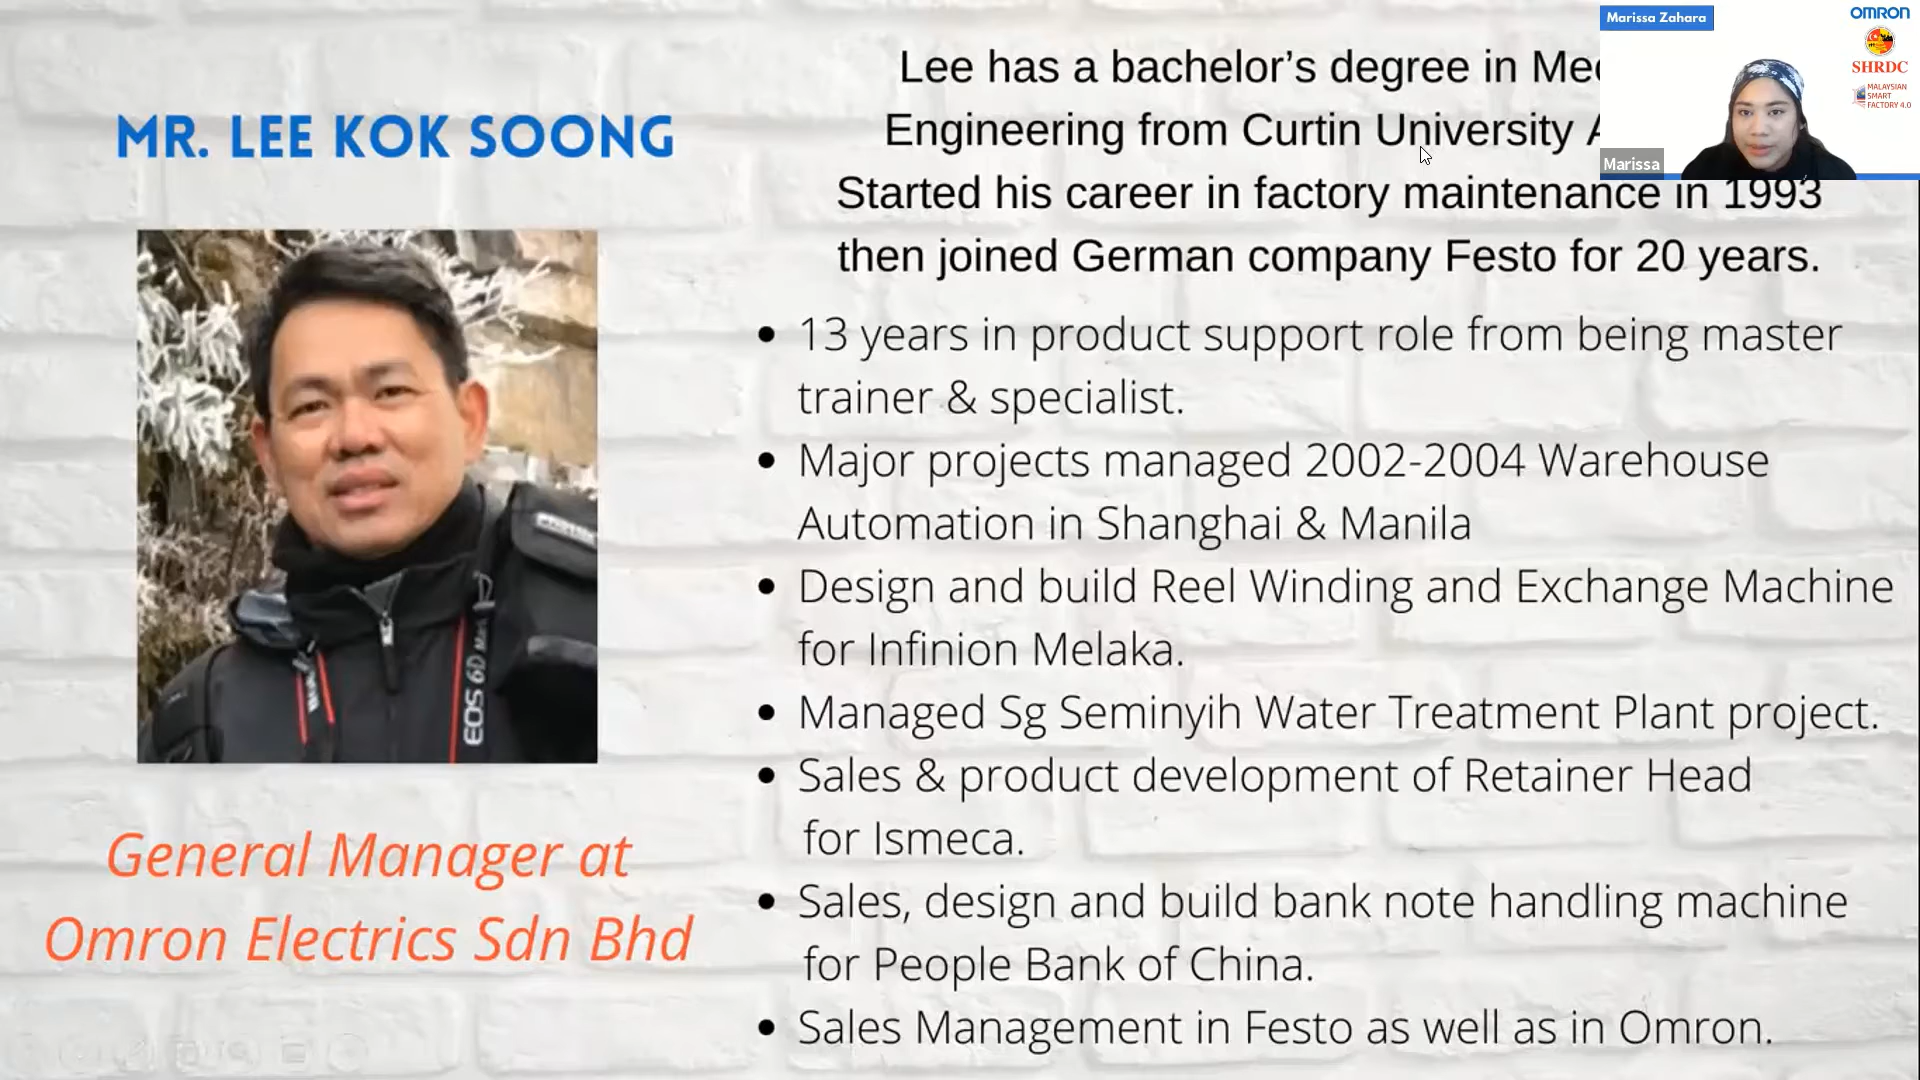 MR. LEE KOK SOONG
General Manager at
Omron Electrics Sdn Bhd
EOS 6D
Lee has a bachelor’s degree in
Engineering from Curtin University
Started his career in factory maintenance in 1993
then joined German company Festo for 20 years.
• 13 years in product support role from being master
trainer & specialist.
• Major projects managed 2002-2004 Warehouse
Automation in Shanghai & Manila
• Design and build Reel Winding and Exchange Machine
for Infinion Melaka.
• Managed Sg Seminyih Water Treatment Plant project.
• Sales & product development of Retainer Head
for Ismeca.
• Sales, design and build bank note handling machine
for People Bank of China.
• Sales Management in Festo as well as in Omron.
Marissa Zahara
Marissa
OMRON
SHRDC
MALAYSIAN
SMART
FACTORY 4.0